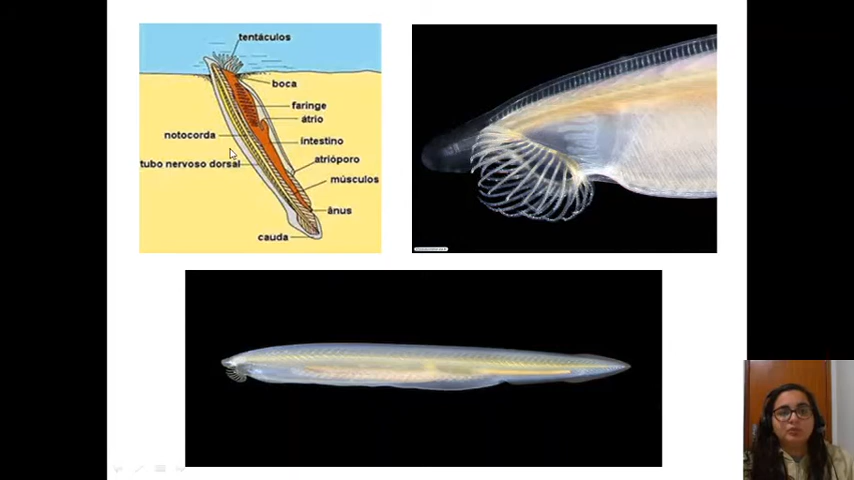 tentáculos
boca
faringe
átrio
notocorda
intestino
atrióporo
tubo nervoso dorsal
músculos
ânus
cauda